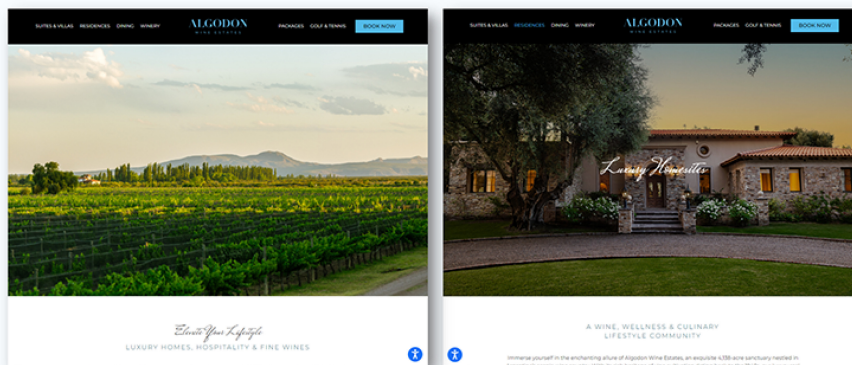 SUITES & VILLAS RESIDENCES DINING WINERY ALGODON PACKAGES GOLF & TENNIS BOOK NOW
WINE ESTATES
Elevate Your Lifestyle
LUXURY HOMES, HOSPITALITY & FINE WINES
SUITES & VILLAS RESIDENCES DINING WINERY ALGODON PACKAGES GOLF & TENNIS BOOK NOW
WINE ESTATES
Luxury Homesites
A WINE, WELLNESS & CULINARY
LIFESTYLE COMMUNITY
Immerse yourself in the enchanting allure of Algodon Wine Estates, an exquisite 4,138-acre sanctuary nestled in